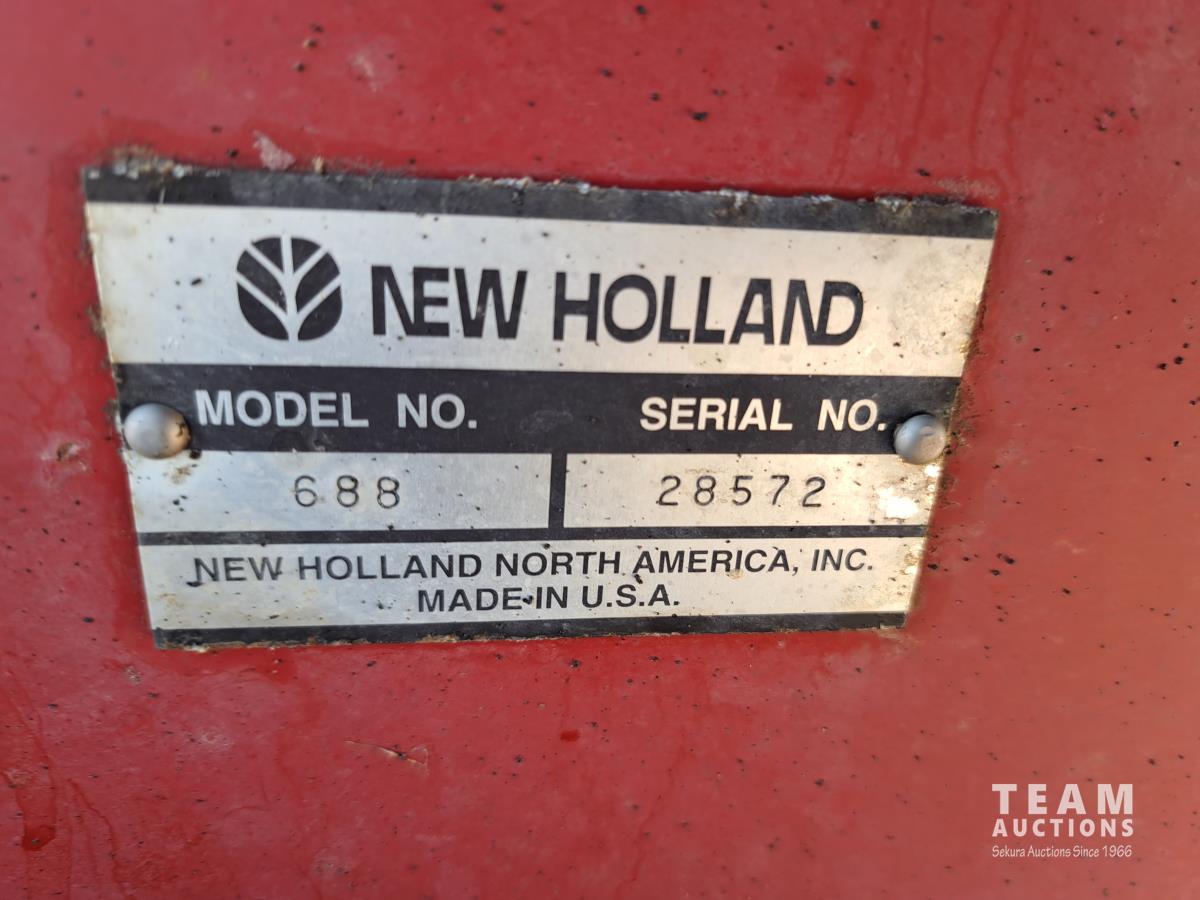 NEW HOLLAND
MODEL NO. SERIAL NO.
688 28572
NEW HOLLAND NORTH AMERICA, INC.
MADE IN U.S.A.
TEAM
AUCTIONS
Sekura Auctions Since 1966